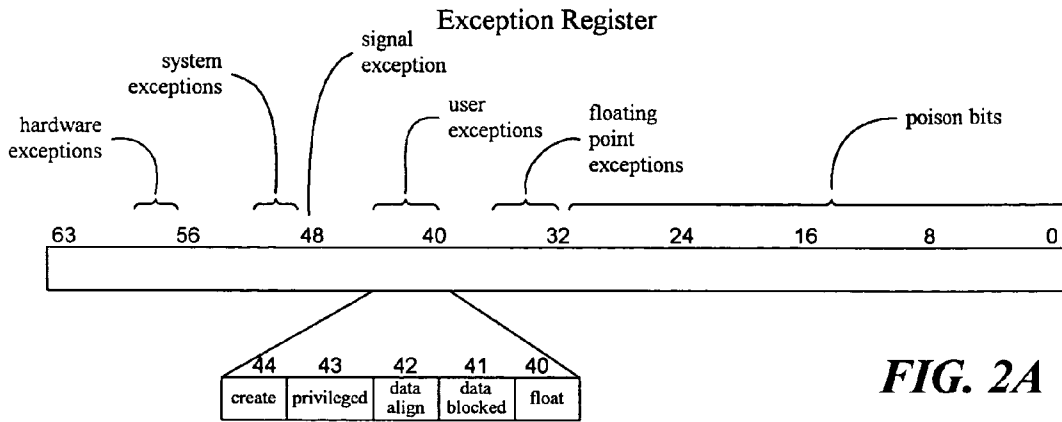 Exception Register
hardware
exceptions
system
exceptions
signal
exception
user
exceptions
floating
point
exceptions
poison bits
63 56 48 40 32 24 16 8 0
44 43 42 41 40
create privileged data align data blocked float
FIG. 2A